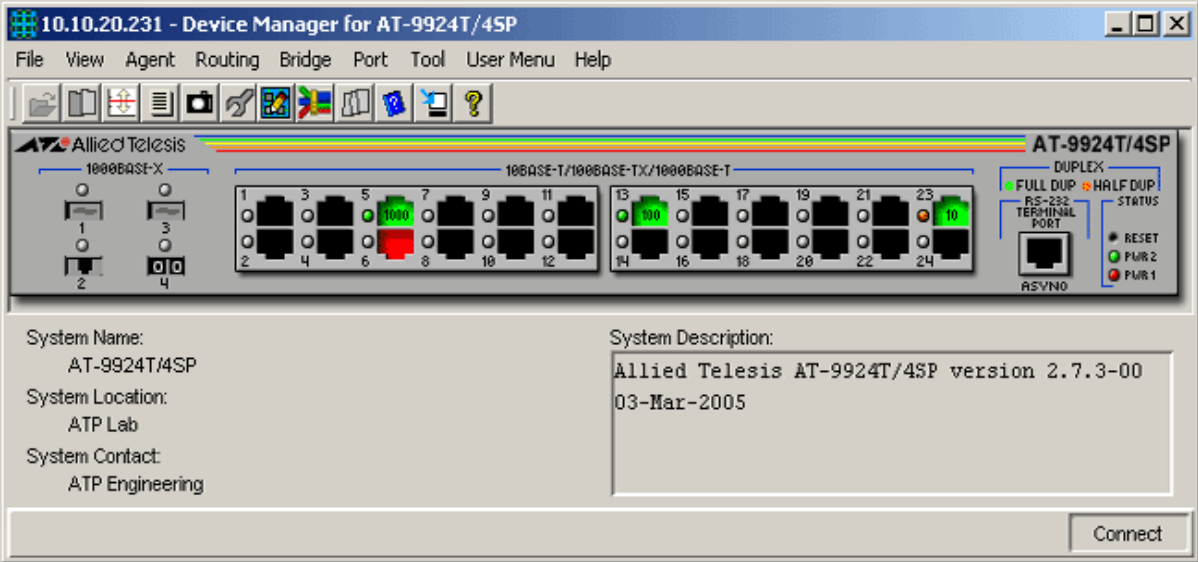 10.10.20.231 - Device Manager for AT-9924T/4SP
File View Agent Routing Bridge Port Tool User Menu Help
Allied Telesis
AT-9924T/4SP
1000BASE-X
10BASE-T/100BASE-TX/1000BASE-T
DUPLEX
FULL DUP HALF DUP
1 3
2 4
1 3 5 7 9 11
1000
2 4 6 8 10 12
13 15 17 19 21 23
100 10
14 16 18 20 22 24
RS-232
TERMINAL
PORT
ASYN0
STATUS
RESET
PWR2
PWR1
System Name:
AT-9924T/4SP
System Location:
ATP Lab
System Contact:
ATP Engineering
System Description:
Allied Telesis AT-9924T/4SP version 2.7.3-00
03-Mar-2005
Connect